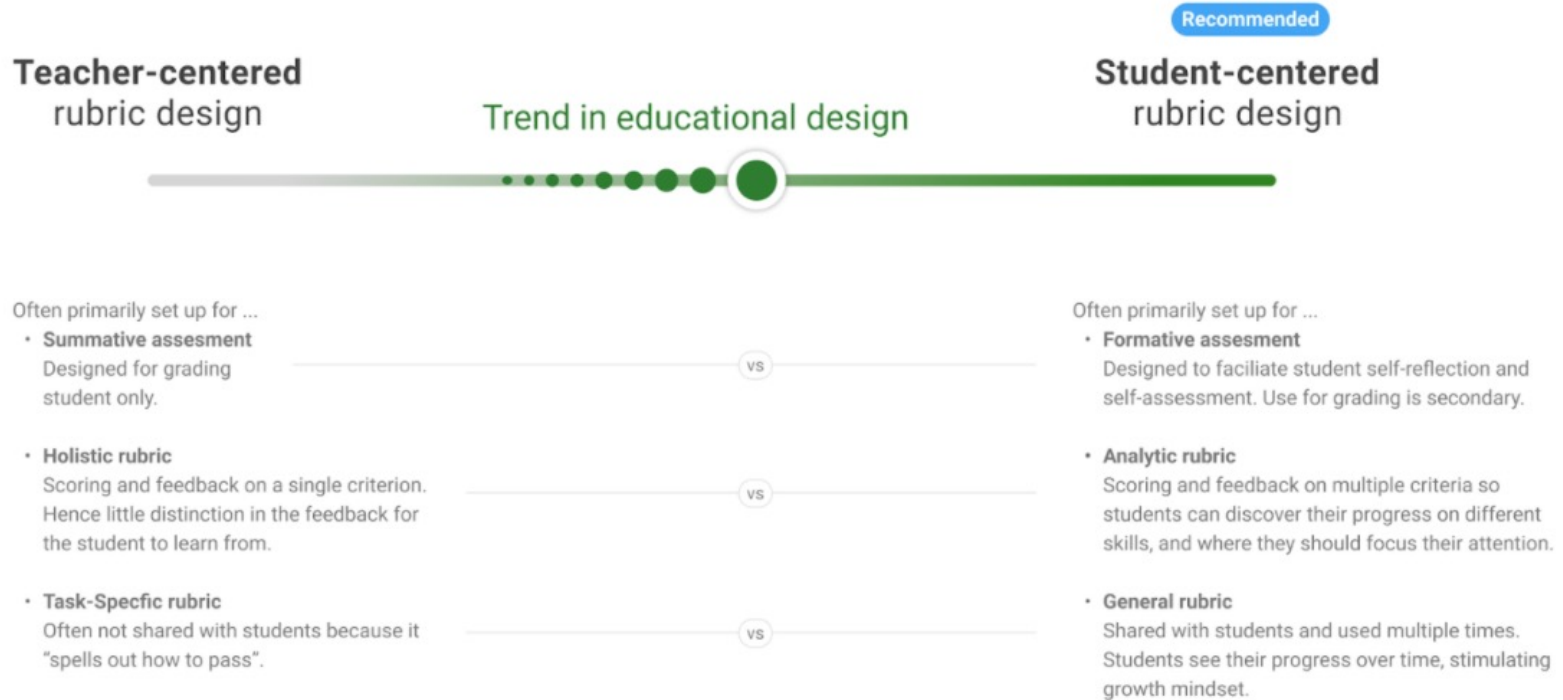 Recommended
Teacher-centered
rubric design
Trend in educational design
Student-centered
rubric design
Often primarily set up for ...
• Summative assesment
Designed for grading
student only.
vs
Often primarily set up for ...
• Formative assesment
Designed to faciliate student self-reflection and
self-assessment. Use for grading is secondary.
• Holistic rubric
Scoring and feedback on a single criterion.
Hence little distinction in the feedback for
the student to learn from.
vs
• Analytic rubric
Scoring and feedback on multiple criteria so
students can discover their progress on different
skills, and where they should focus their attention.
• Task-Specfic rubric
Often not shared with students because it
“spells out how to pass”.
vs
• General rubric
Shared with students and used multiple times.
Students see their progress over time, stimulating
growth mindset.